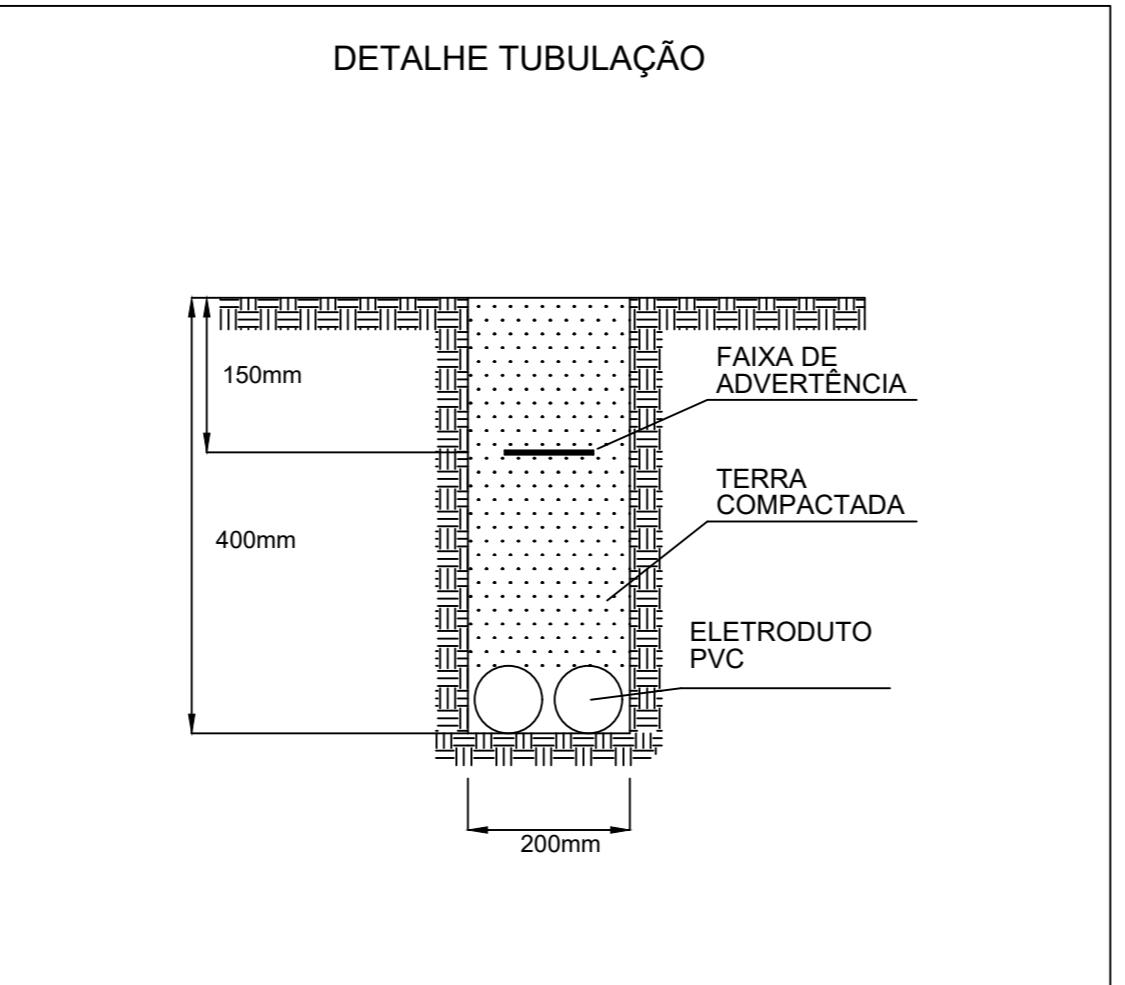 DETALHE TUBULAÇÃO
150mm
FAIXA DE
ADVERTÊNCIA
TERRA
COMPACTADA
400mm
ELETRODUTO
PVC
200mm